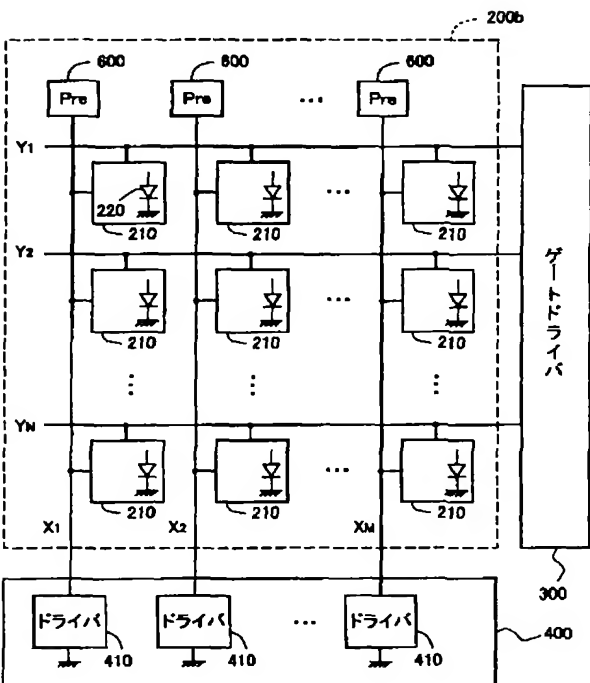 200b
600 600 600
Pre Pre ... Pre
Y1
220
210 210 ... 210
Y2
210 210 ... 210
YN
210 210 ... 210
X1 X2 XM
ゲートドライバ
300
ドライバ ドライバ ... ドライバ
410 410 410
400